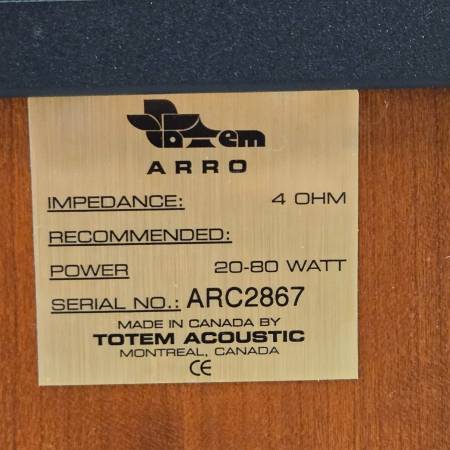 Totem
ARRO
IMPEDANCE: 4 OHM
RECOMMENDED:
POWER 20-80 WATT
SERIAL NO.: ARC2867
MADE IN CANADA BY
TOTEM ACOUSTIC
MONTREAL, CANADA
CE